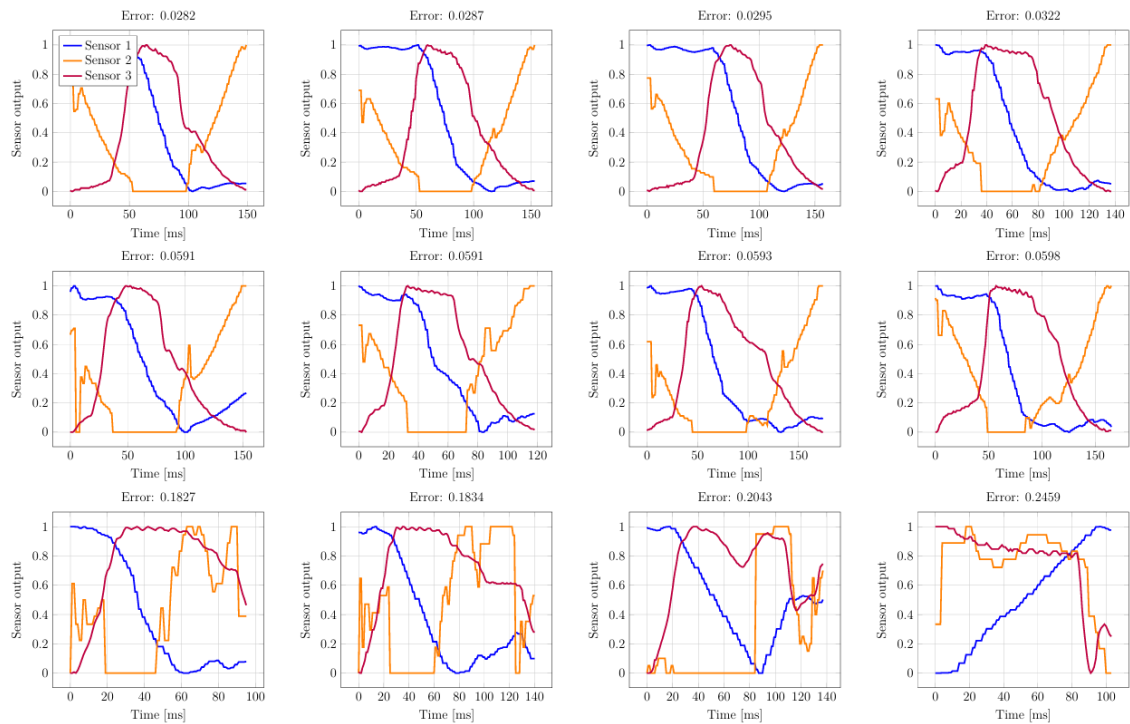 Error: 0.0282
Error: 0.0287
Error: 0.0295
Error: 0.0322
1
0.8
0.6
0.4
0.2
0
Sensor output
Sensor 1
Sensor 2
Sensor 3
0 50 100 150
Time [ms]
1
0.8
0.6
0.4
0.2
0
Sensor output
0 50 100 150
Time [ms]
1
0.8
0.6
0.4
0.2
0
Sensor output
0 50 100 150
Time [ms]
1
0.8
0.6
0.4
0.2
0
Sensor output
0 20 40 60 80 100 120 140
Time [ms]
Error: 0.0591
Error: 0.0591
Error: 0.0593
Error: 0.0598
1
0.8
0.6
0.4
0.2
0
Sensor output
0 50 100 150
Time [ms]
1
0.8
0.6
0.4
0.2
0
Sensor output
0 20 40 60 80 100 120
Time [ms]
1
0.8
0.6
0.4
0.2
0
Sensor output
0 50 100 150
Time [ms]
1
0.8
0.6
0.4
0.2
0
Sensor output
0 50 100 150
Time [ms]
Error: 0.1827
Error: 0.1834
Error: 0.2043
Error: 0.2459
1
0.8
0.6
0.4
0.2
0
Sensor output
0 20 40 60 80 100
Time [ms]
1
0.8
0.6
0.4
0.2
0
Sensor output
0 20 40 60 80 100 120 140
Time [ms]
1
0.8
0.6
0.4
0.2
0
Sensor output
0 20 40 60 80 100 120 140
Time [ms]
1
0.8
0.6
0.4
0.2
0
Sensor output
0 20 40 60 80 100
Time [ms]